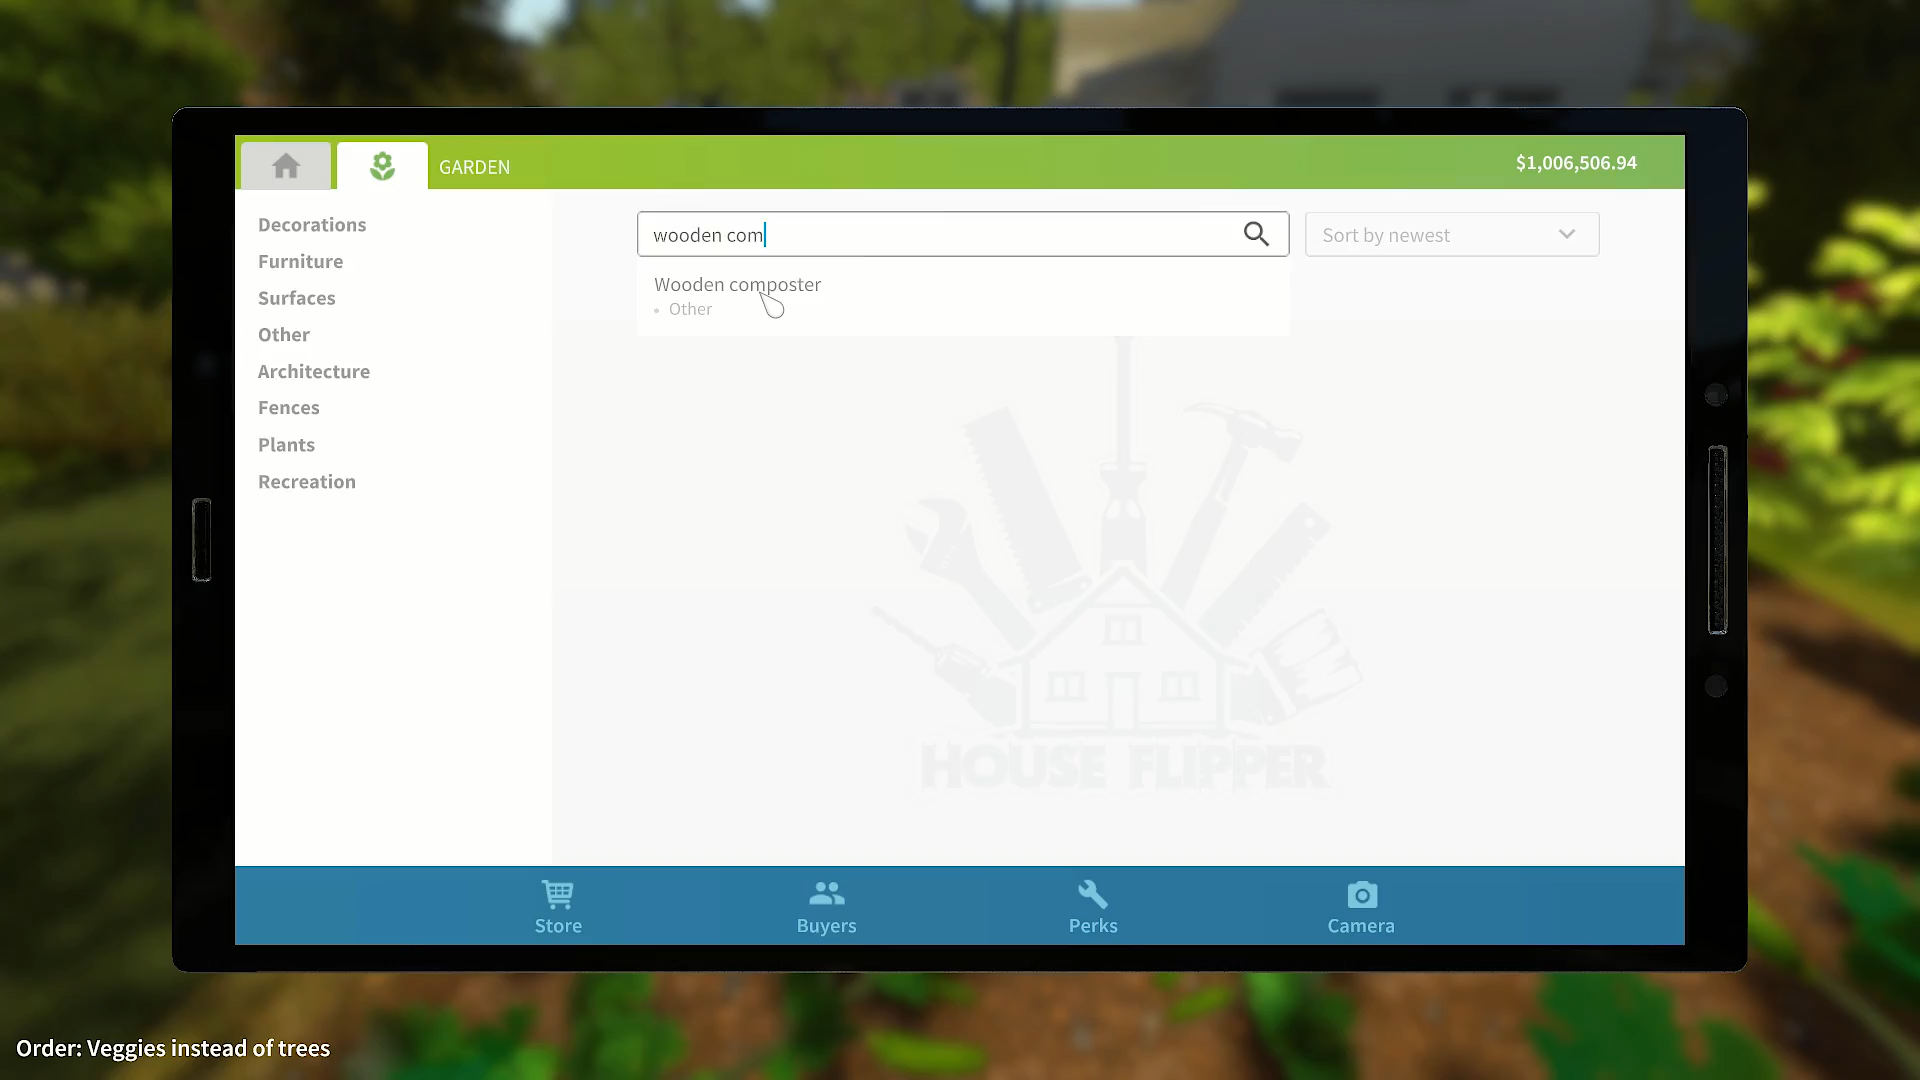 GARDEN
$1,006,506.94
Decorations
Furniture
Surfaces
Other
Architecture
Fences
Plants
Recreation
wooden com
Sort by newest
Wooden composter
• Other
HOUSE FLIPPER
Store
Buyers
Perks
Camera
Order: Veggies instead of trees